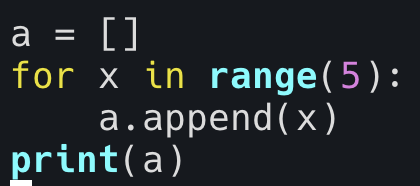 a = []
for x in range(5):
    a.append(x)
print(a)